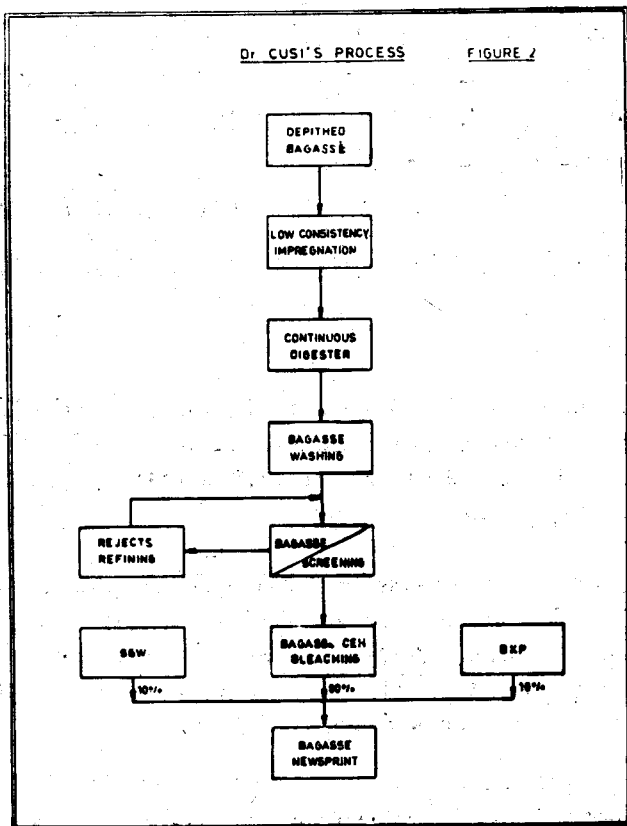 Dr CUSI'S PROCESS FIGURE 2
DEPITHED
BAGASSE
LOW CONSISTENCY
IMPREGNATION
CONTINUOUS
DIGESTER
BAGASSE
WASHING
REJECTS
REFINING
BAGASSE
SCREENING
SGW
BAGASSE CEH
BLEACHING
BKP
10%
80%
10%
BAGASSE
NEWSPRINT